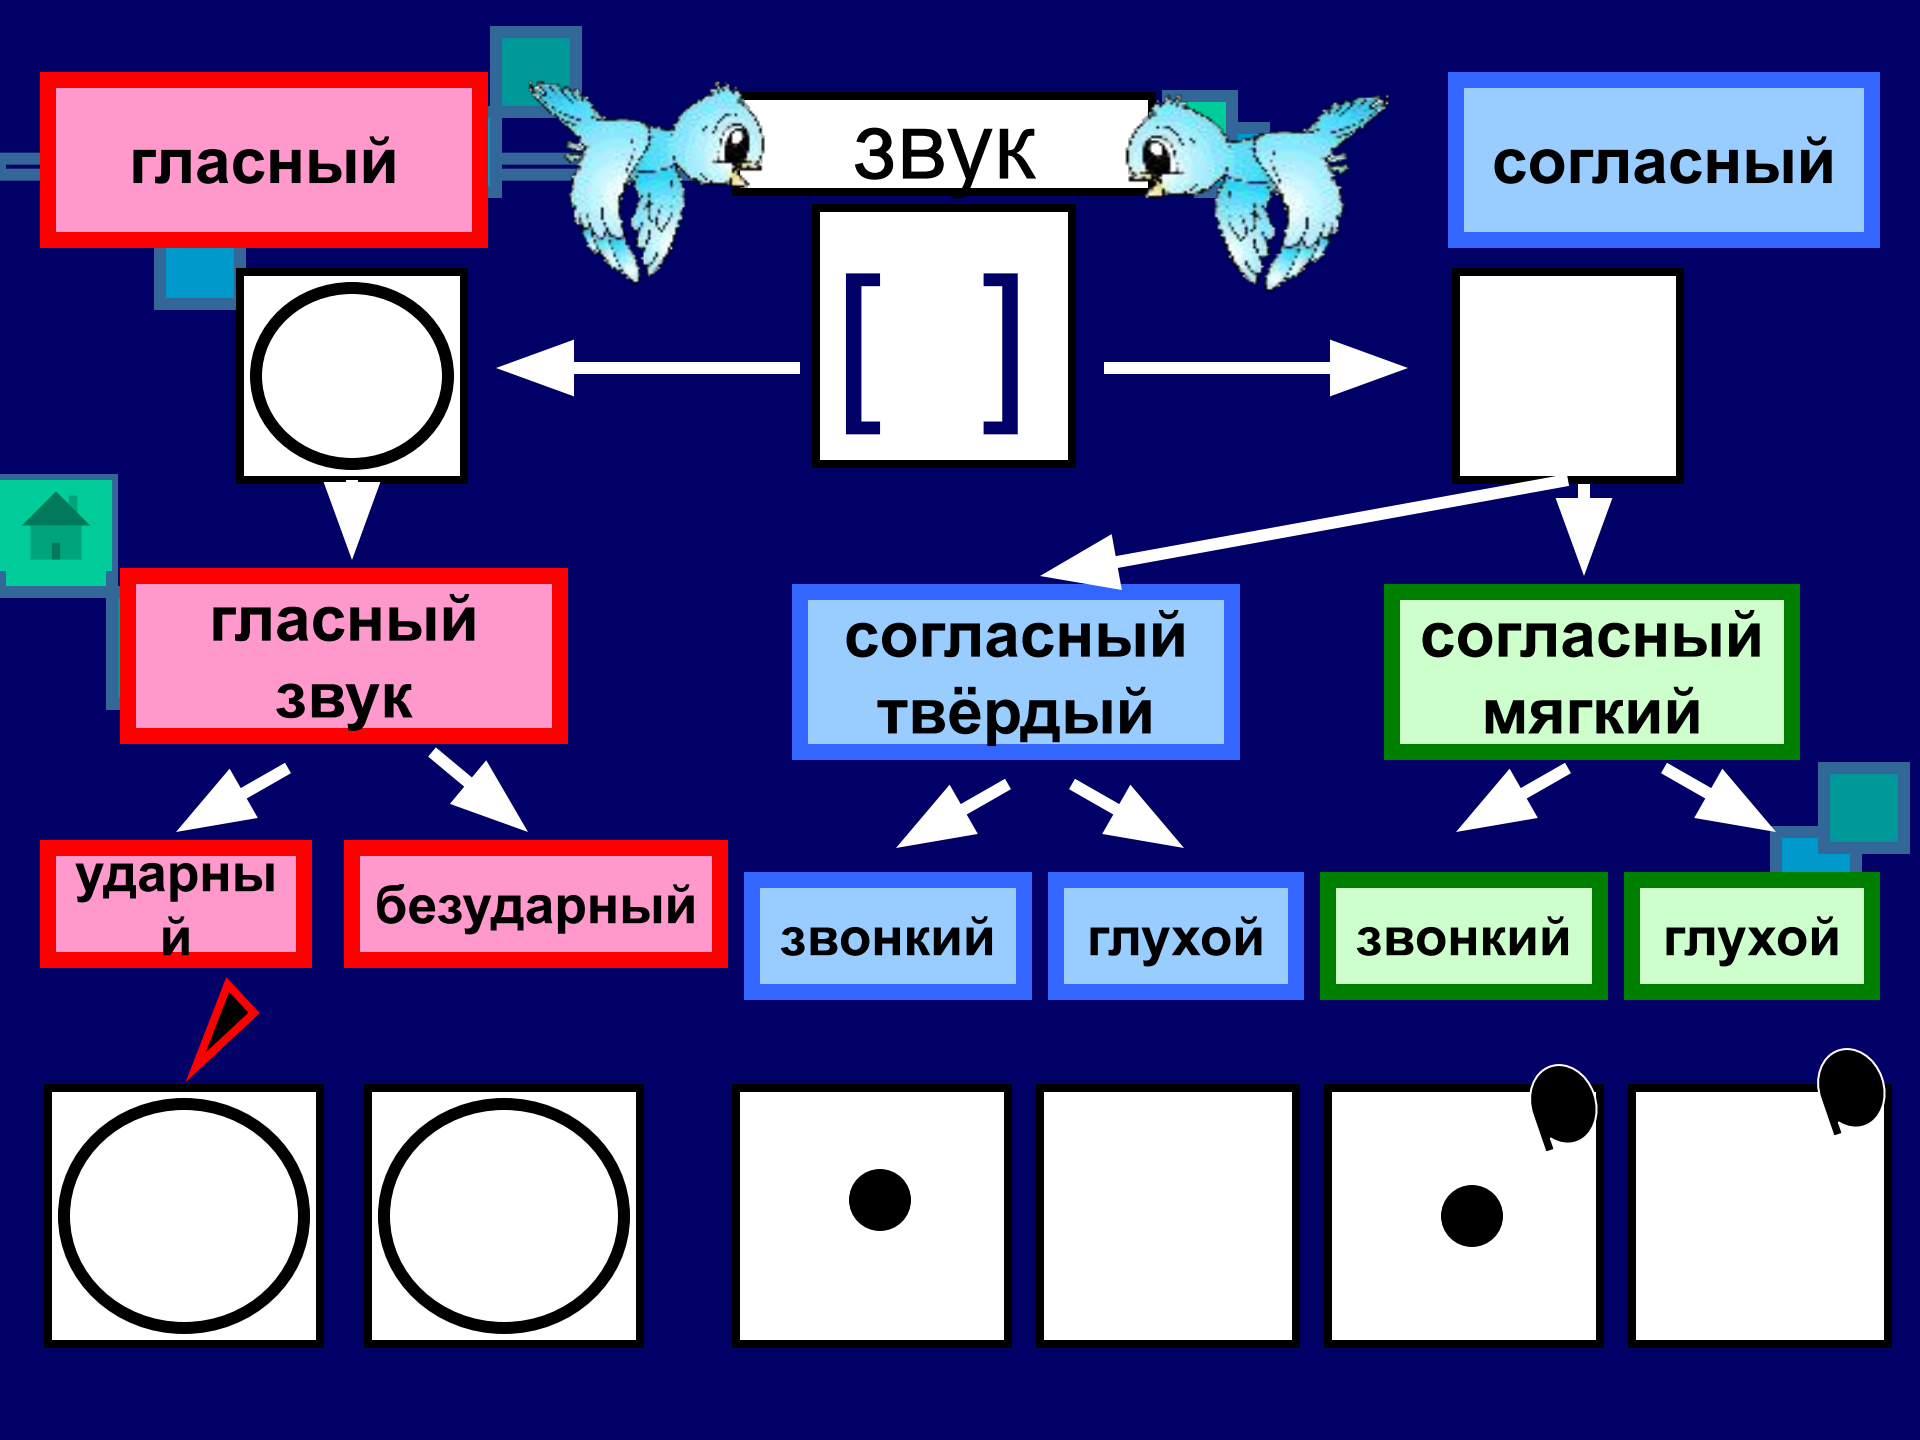 гласный
звук
согласный
[ ]
гласный
звук
согласный
твёрдый
согласный
мягкий
ударны
й
безударный
звонкий
глухой
звонкий
глухой